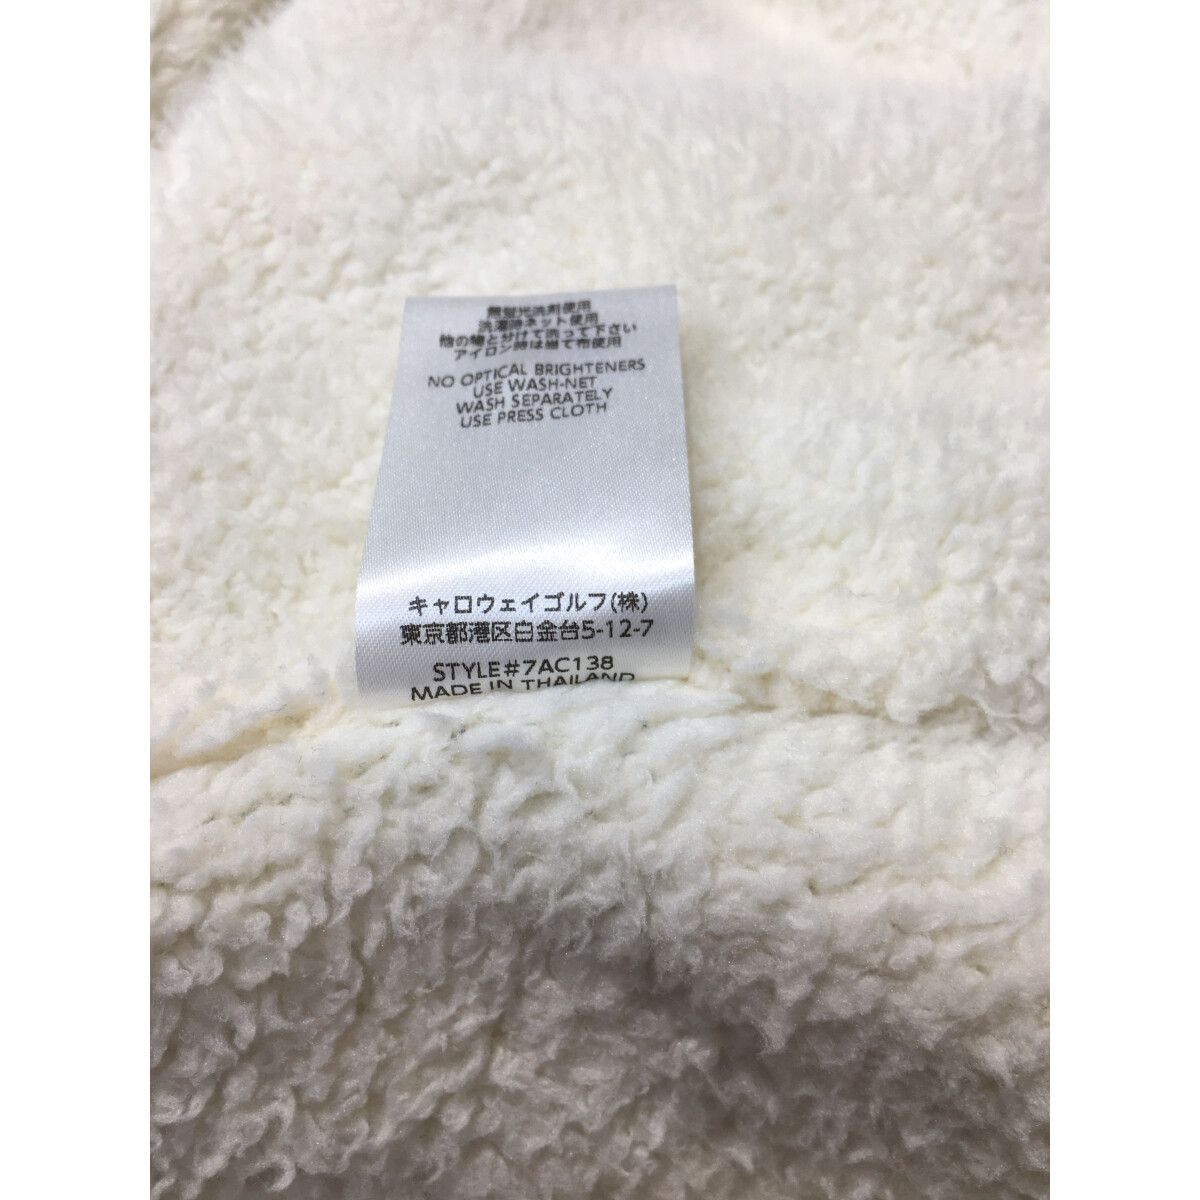 無蛍光洗剤使用
洗濯時ネット使用
他の物と分けて洗って下さい
アイロン時は当て布使用
NO OPTICAL BRIGHTENERS
USE WASH-NET
WASH SEPARATELY
USE PRESS CLOTH
キャロウェイゴルフ(株)
東京都港区白金台5-12-7
STYLE#7AC138
MADE IN THAILAND